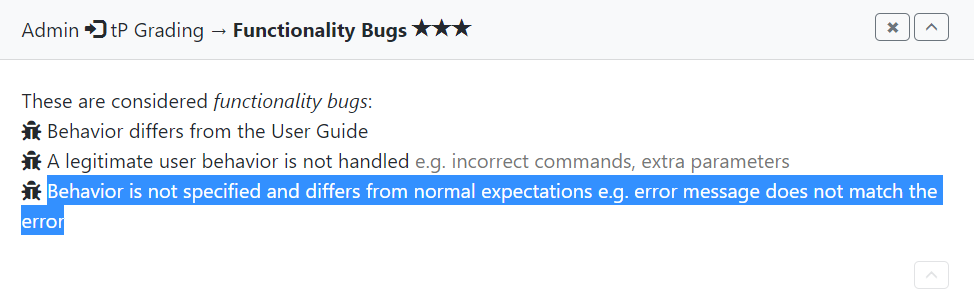 Admin tP Grading → Functionality Bugs ★★★
These are considered functionality bugs:
Behavior differs from the User Guide
A legitimate user behavior is not handled e.g. incorrect commands, extra parameters
Behavior is not specified and differs from normal expectations e.g. error message does not match the
error